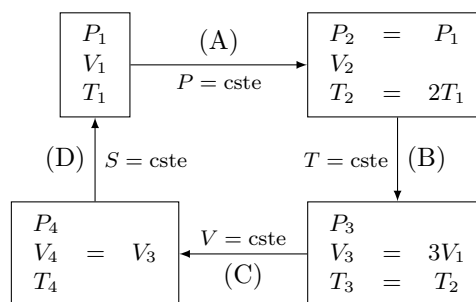 P₁
V₁
T₁
(A)
P = cste
P₂ = P₁
V₂
T₂ = 2T₁
(D)
S = cste
T = cste
(B)
P₄
V₄ = V₃
T₄
V = cste
(C)
P₃
V₃ = 3V₁
T₃ = T₂